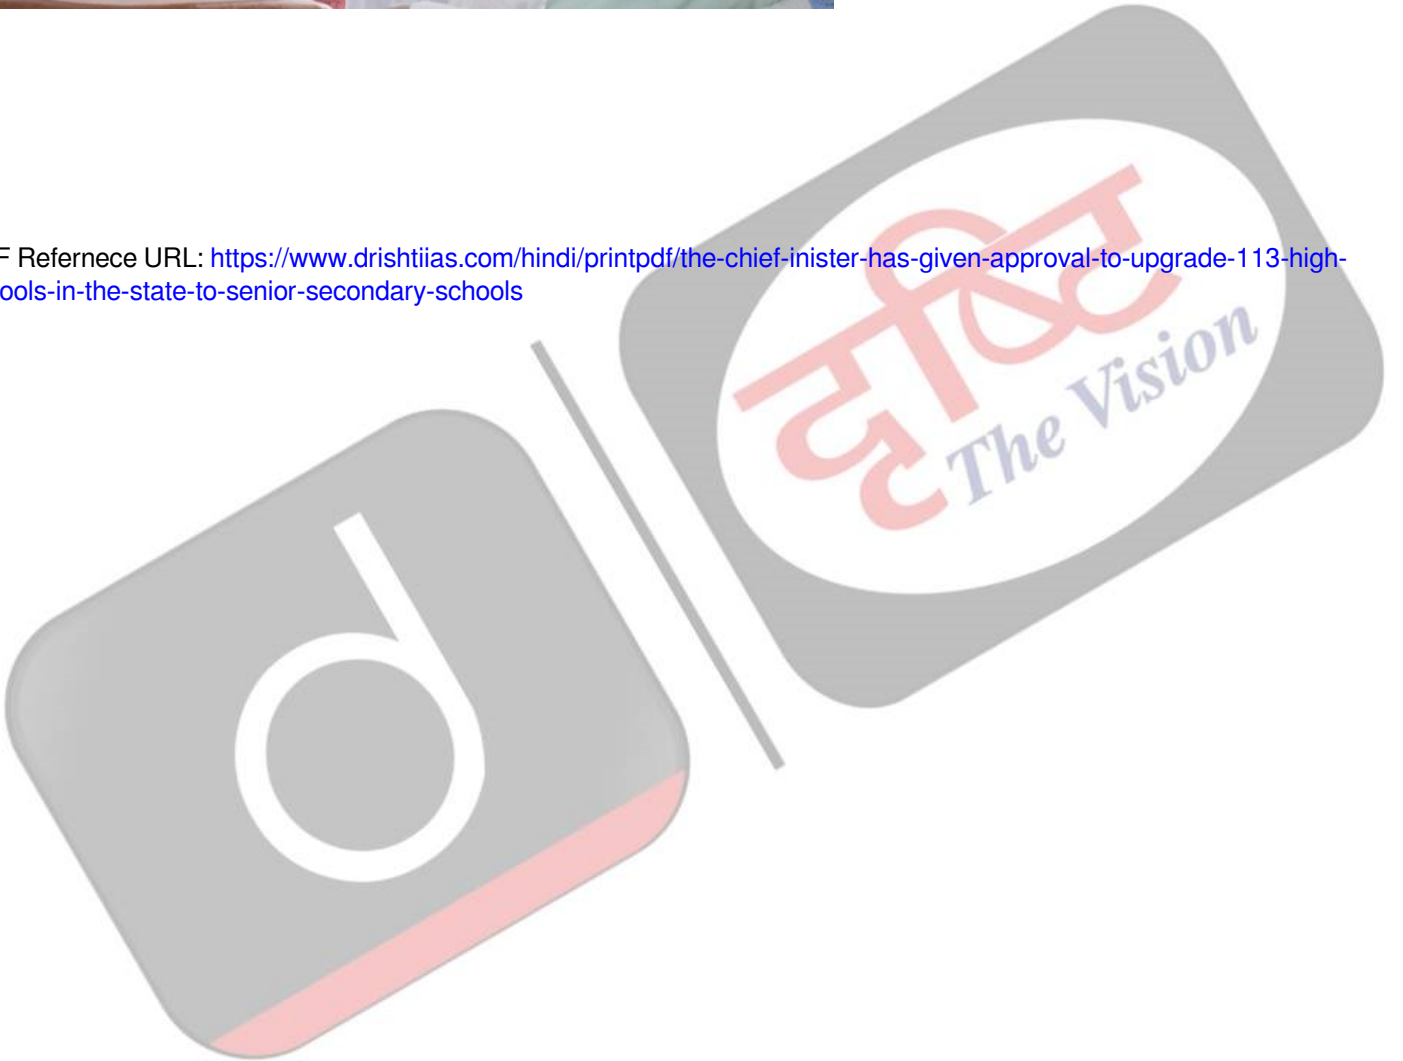 F Refernece URL: https://www.drishtiias.com/hindi/printpdf/the-chief-inister-has-given-approval-to-upgrade-113-high-
ools-in-the-state-to-senior-secondary-schools
दृष्टि
The Vision
d